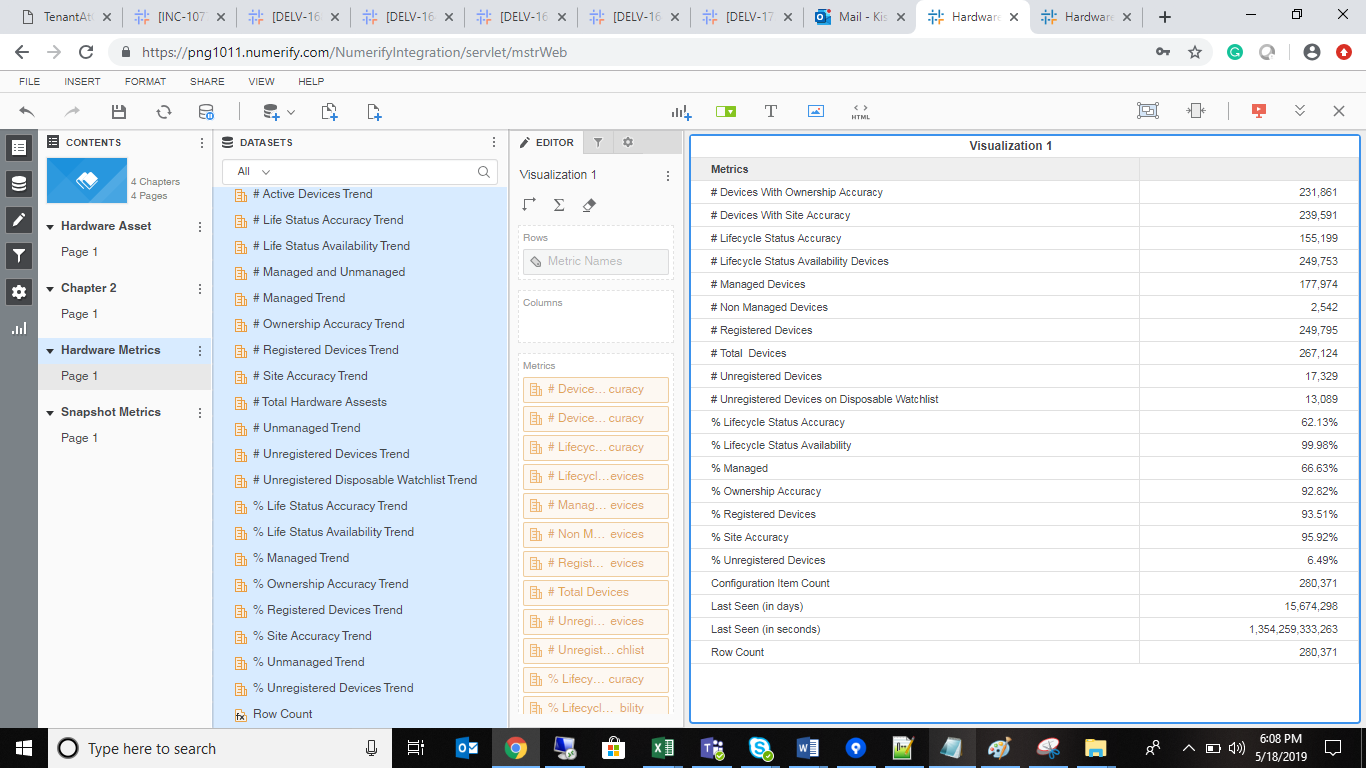 TenantAt
[INC-107
[DELV-16
[DELV-16
[DELV-16
[DELV-16
[DELV-17
Mail - Kis
Hardware
Hardware
https://png1011.numerify.com/NumerifyIntegration/servlet/mstrWeb
FILE INSERT FORMAT SHARE VIEW HELP
T
HTML
CONTENTS
4 Chapters
4 Pages
Hardware Asset
Page 1
Chapter 2
Page 1
Hardware Metrics
Page 1
Snapshot Metrics
Page 1
DATASETS
All
# Active Devices Trend
# Life Status Accuracy Trend
# Life Status Availability Trend
# Managed and Unmanaged
# Managed Trend
# Ownership Accuracy Trend
# Registered Devices Trend
# Site Accuracy Trend
# Total Hardware Assests
# Unmanaged Trend
# Unregistered Devices Trend
# Unregistered Disposable Watchlist Trend
% Life Status Accuracy Trend
% Life Status Availability Trend
% Managed Trend
% Ownership Accuracy Trend
% Registered Devices Trend
% Site Accuracy Trend
% Unmanaged Trend
% Unregistered Devices Trend
fx Row Count
EDITOR
Visualization 1
Rows
Metric Names
Columns
Metrics
# Device... curacy
# Device... curacy
# Lifecyc... curacy
# Lifecycl... evices
# Manag... evices
# Non M... evices
# Regist... evices
# Total Devices
# Unregi... evices
# Unregist... chlist
% Lifecy... curacy
% Lifecycl... bility
Visualization 1
Metrics
# Devices With Ownership Accuracy 231,861
# Devices With Site Accuracy 239,591
# Lifecycle Status Accuracy 155,199
# Lifecycle Status Availability Devices 249,753
# Managed Devices 177,974
# Non Managed Devices 2,542
# Registered Devices 249,795
# Total Devices 267,124
# Unregistered Devices 17,329
# Unregistered Devices on Disposable Watchlist 13,089
% Lifecycle Status Accuracy 62.13%
% Lifecycle Status Availability 99.98%
% Managed 66.63%
% Ownership Accuracy 92.82%
% Registered Devices 93.51%
% Site Accuracy 95.92%
% Unregistered Devices 6.49%
Configuration Item Count 280,371
Last Seen (in days) 15,674,298
Last Seen (in seconds) 1,354,259,333,263
Row Count 280,371
Type here to search
6:08 PM
5/18/2019